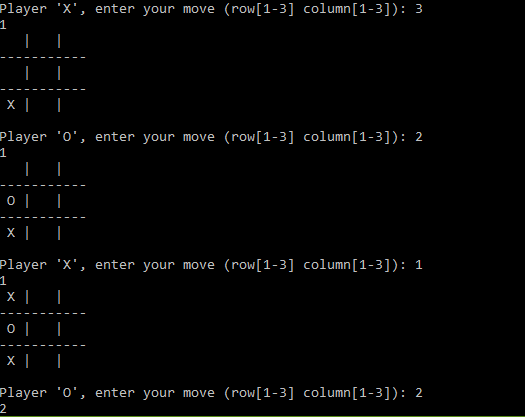 Player 'X', enter your move (row[1-3] column[1-3]): 3
1
   |   |
-----------
   |   |
-----------
 X |   |

Player 'O', enter your move (row[1-3] column[1-3]): 2
1
   |   |
-----------
 O |   |
-----------
 X |   |

Player 'X', enter your move (row[1-3] column[1-3]): 1
1
 X |   |
-----------
 O |   |
-----------
 X |   |

Player 'O', enter your move (row[1-3] column[1-3]): 2
2